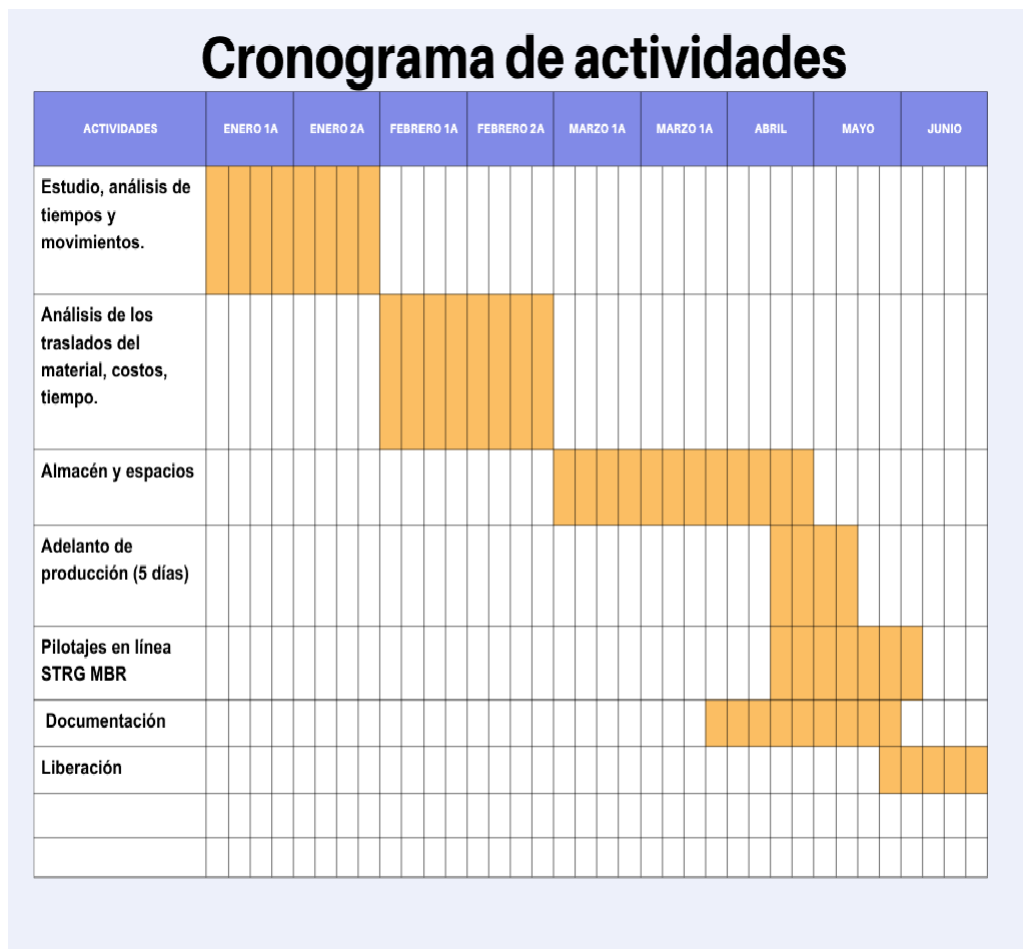 Cronograma de actividades
ACTIVIDADES ENERO 1A ENERO 2A FEBRERO 1A FEBRERO 2A MARZO 1A MARZO 1A ABRIL MAYO JUNIO
Estudio, análisis de
tiempos y
movimientos.
Análisis de los
traslados del
material, costos,
tiempo.
Almacén y espacios
Adelanto de
producción (5 días)
Pilotajes en línea
STRG MBR
Documentación
Liberación